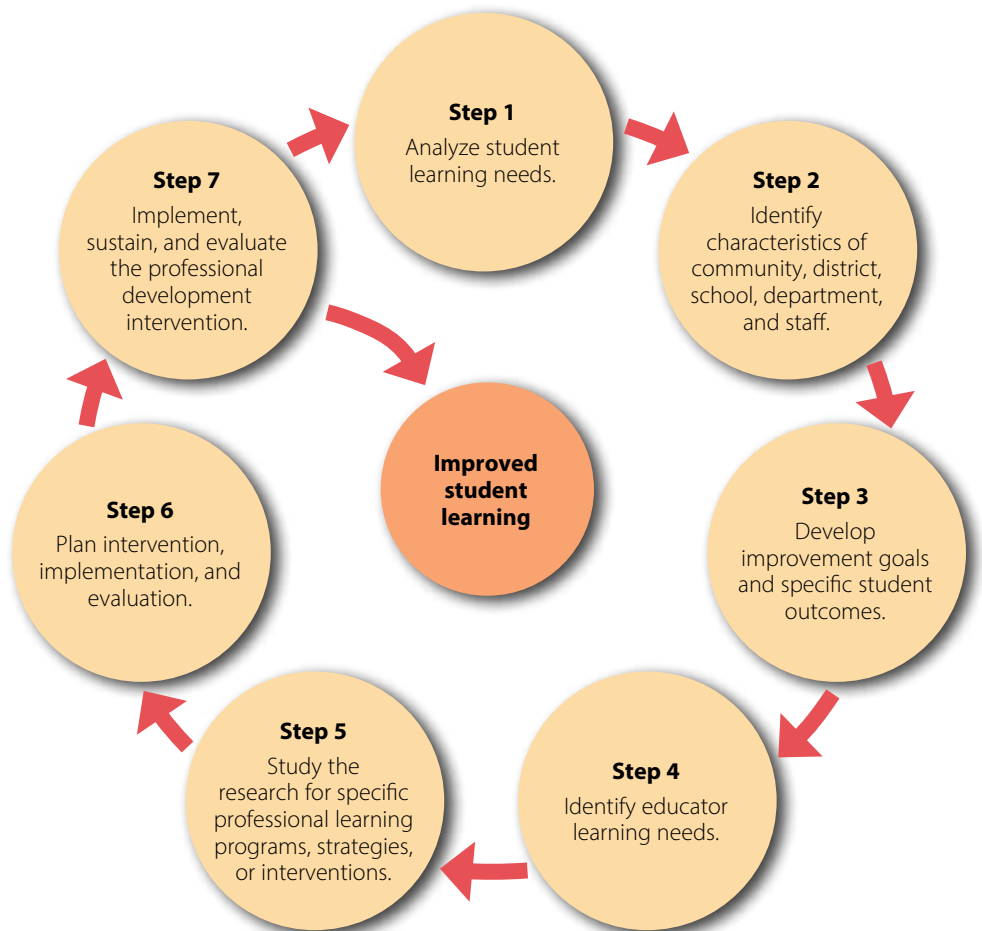 Step 1
Analyze student
learning needs.
Step 2
Identify
characteristics of
community, district,
school, department,
and staff.
Step 3
Develop
improvement goals
and specific student
outcomes.
Step 4
Identify educator
learning needs.
Step 5
Study the
research for specific
professional learning
programs, strategies,
or interventions.
Step 6
Plan intervention,
implementation, and
evaluation.
Step 7
Implement,
sustain, and evaluate
the professional
development
intervention.
Improved
student
learning